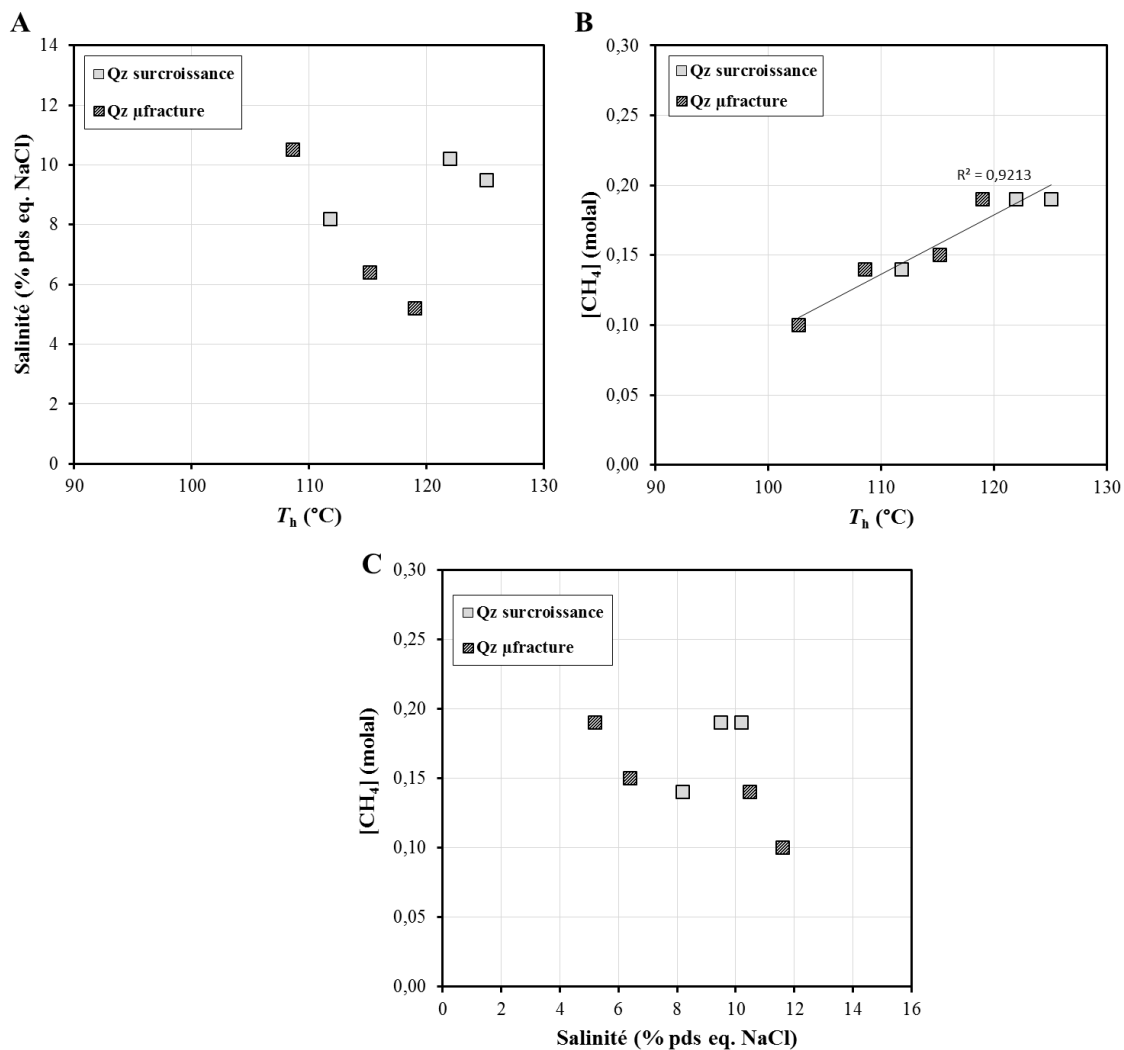 A
14
12
10
8
6
4
2
0
90 100 110 120 130
Salinité (% pds eq. NaCl)
Tₕ (°C)
Qz surcroissance
Qz µfracture
B
0,30
0,25
0,20
0,15
0,10
0,05
0,00
90 100 110 120 130
[CH₄] (molal)
Tₕ (°C)
Qz surcroissance
Qz µfracture
R² = 0,9213
C
0,30
0,25
0,20
0,15
0,10
0,05
0,00
0 2 4 6 8 10 12 14 16
[CH₄] (molal)
Salinité (% pds eq. NaCl)
Qz surcroissance
Qz µfracture